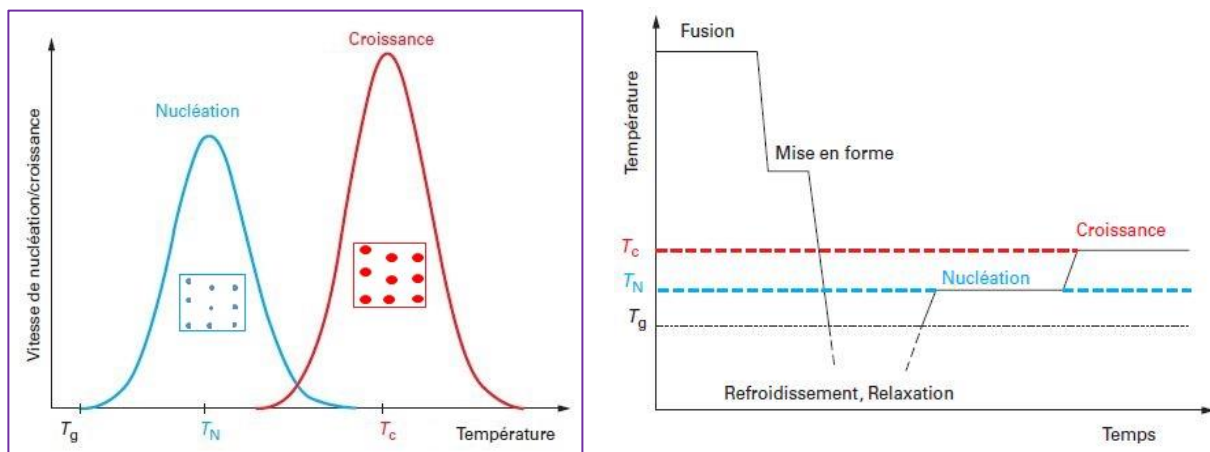 Croissance
Nucléation
Vitesse de nucléation/croissance
Tg
TN
Tc
Température
Fusion
Température
Mise en forme
Croissance
Tc
TN
Nucléation
Tg
Refroidissement, Relaxation
Temps